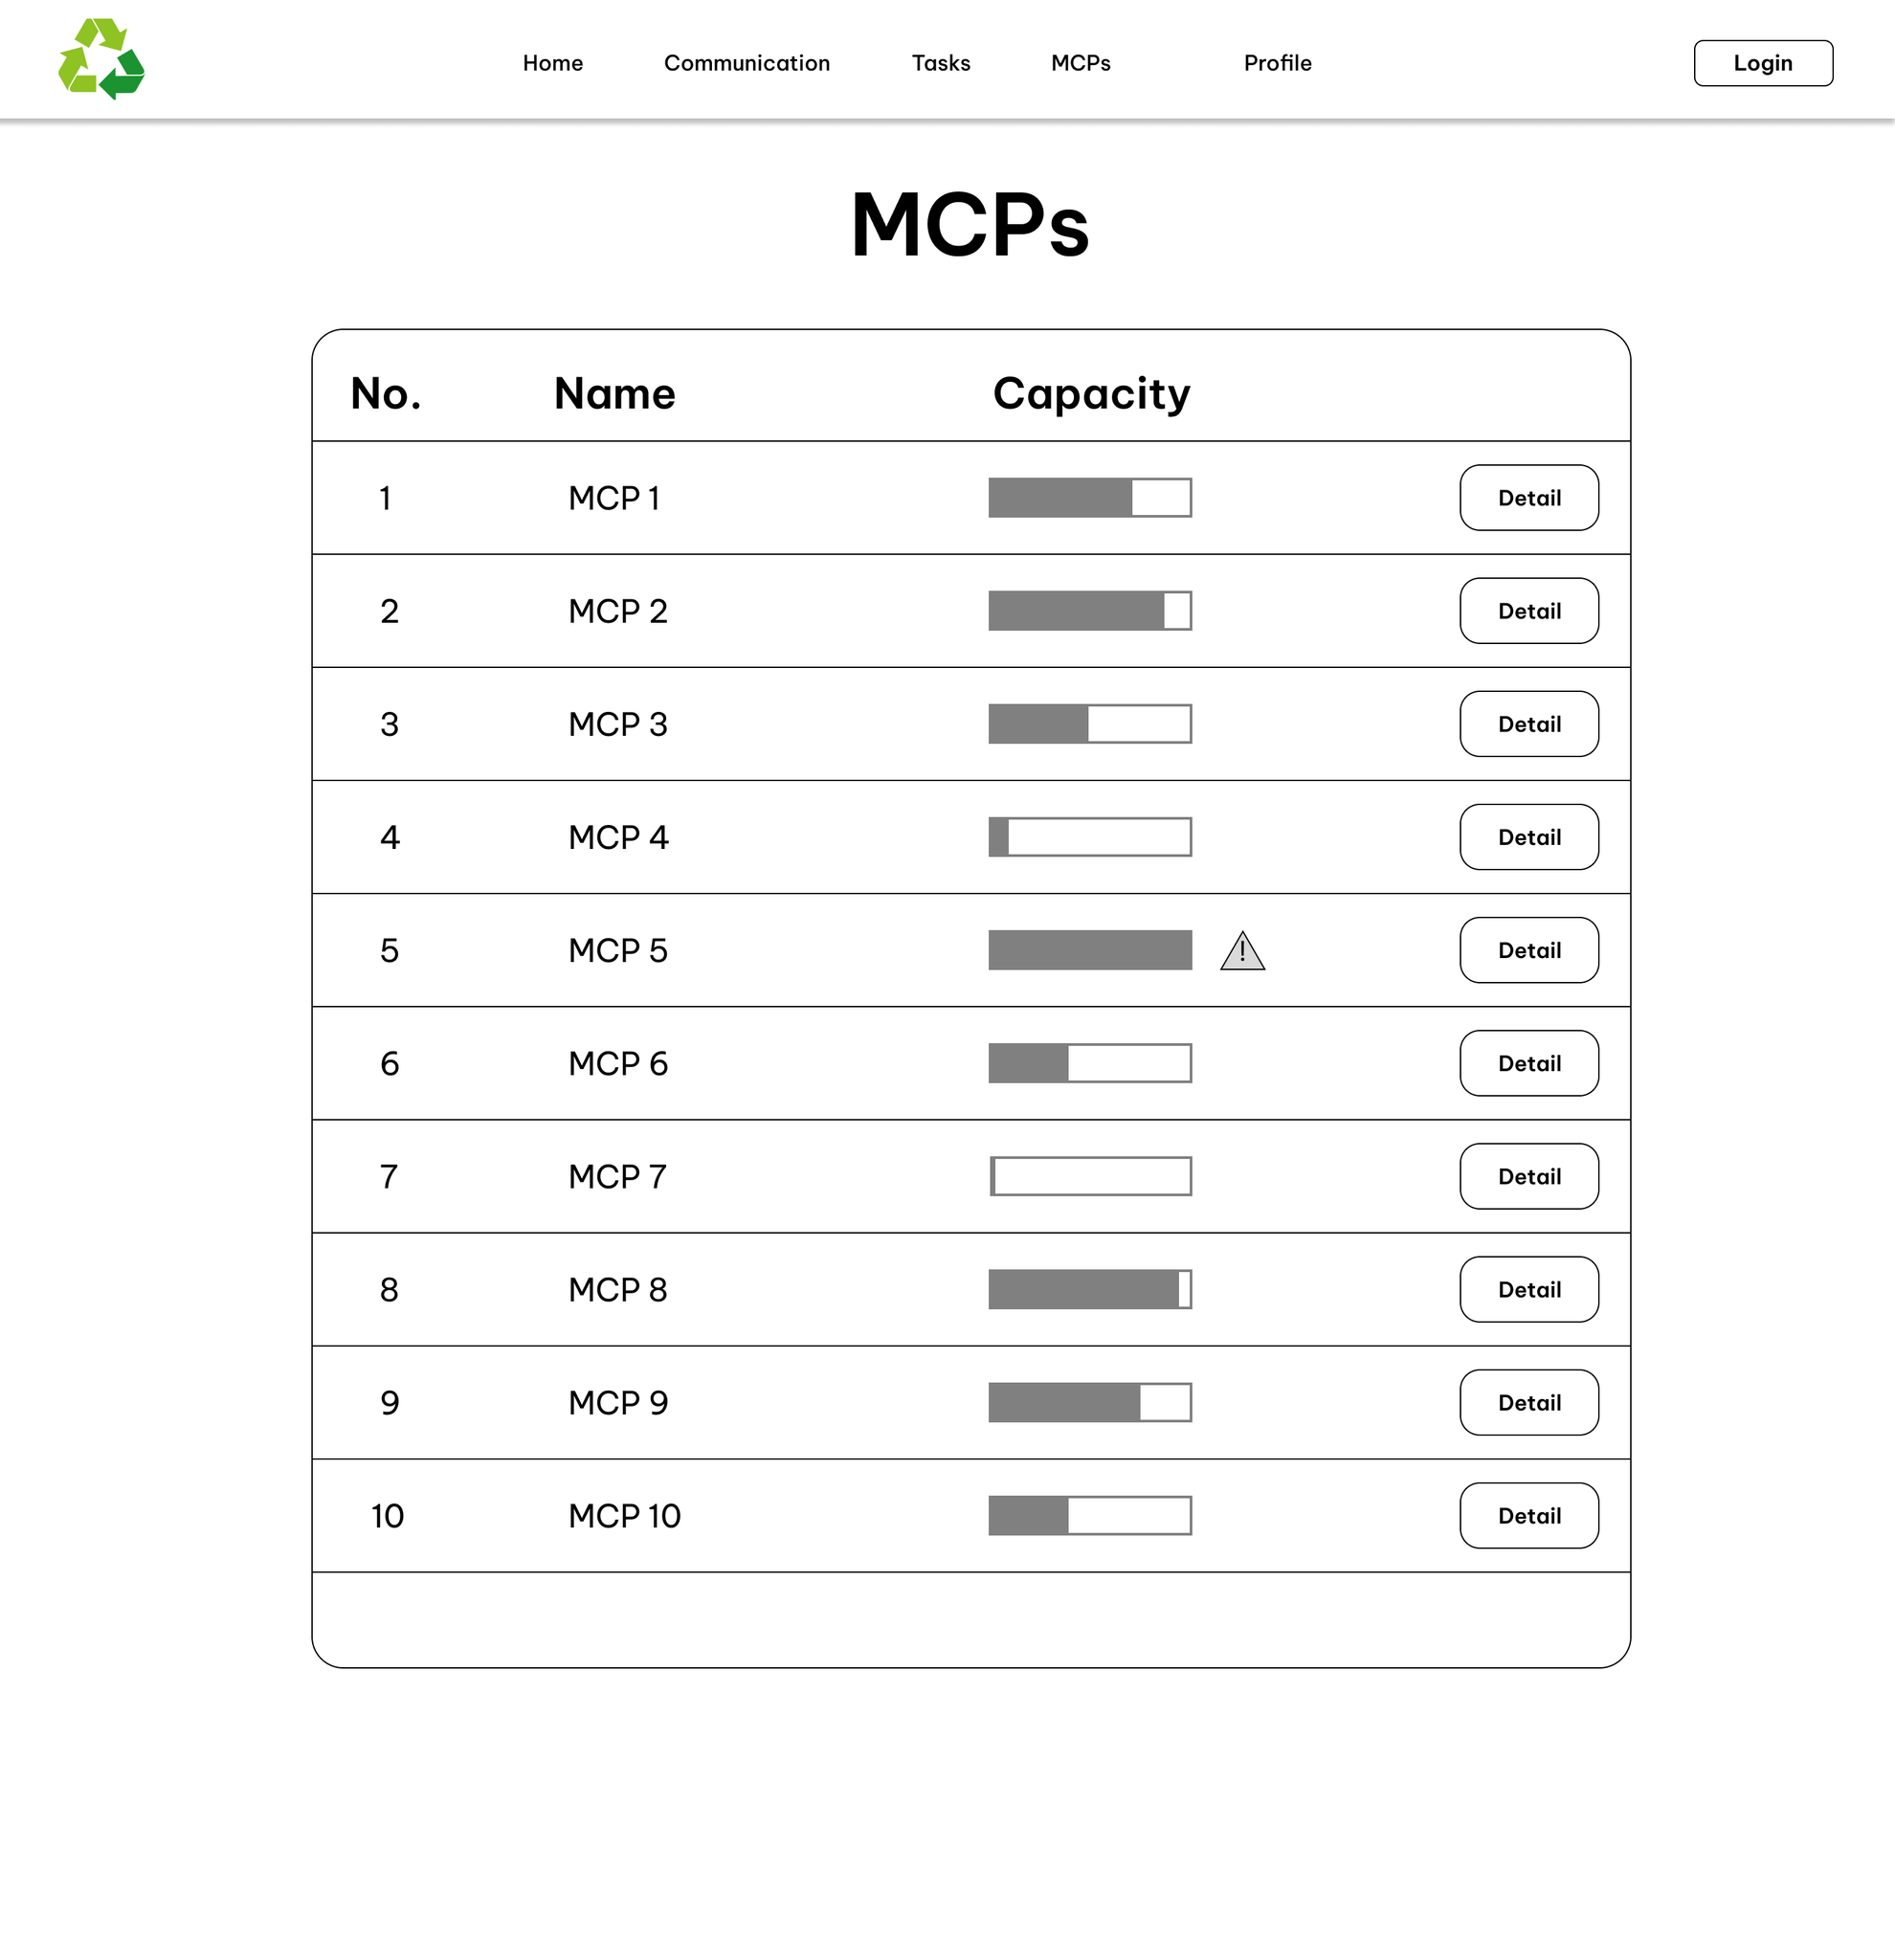 Home Communication Tasks MCPs Profile Login
MCPs
No. Name Capacity
1 MCP 1 Detail
2 MCP 2 Detail
3 MCP 3 Detail
4 MCP 4 Detail
5 MCP 5 ! Detail
6 MCP 6 Detail
7 MCP 7 Detail
8 MCP 8 Detail
9 MCP 9 Detail
10 MCP 10 Detail